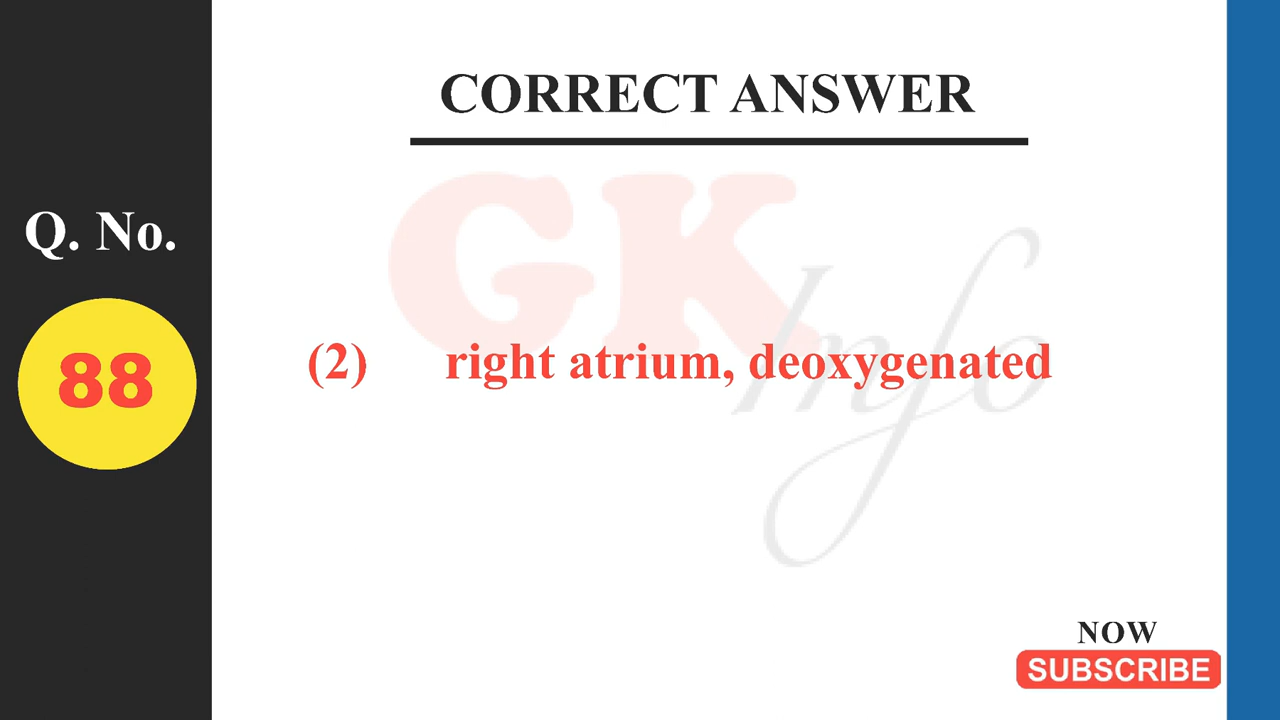 CORRECT ANSWER
GK Info
Q. No.
88
(2) right atrium, deoxygenated
NOW
SUBSCRIBE